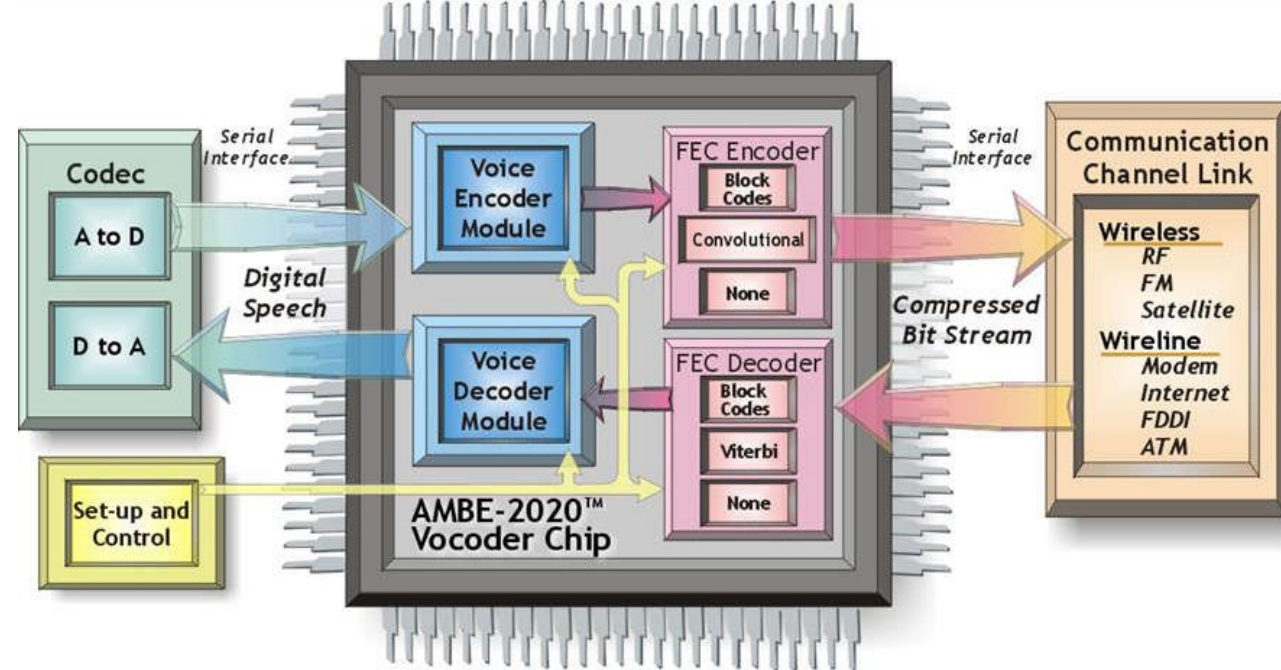 Codec
A to D
D to A
Set-up and
Control
Serial
Interface
Digital
Speech
Voice
Encoder
Module
Voice
Decoder
Module
AMBE-2020™
Vocoder Chip
FEC Encoder
Block
Codes
Convolutional
None
FEC Decoder
Block
Codes
Viterbi
None
Serial
Interface
Compressed
Bit Stream
Communication
Channel Link
Wireless
RF
FM
Satellite
Wireline
Modem
Internet
FDDI
ATM